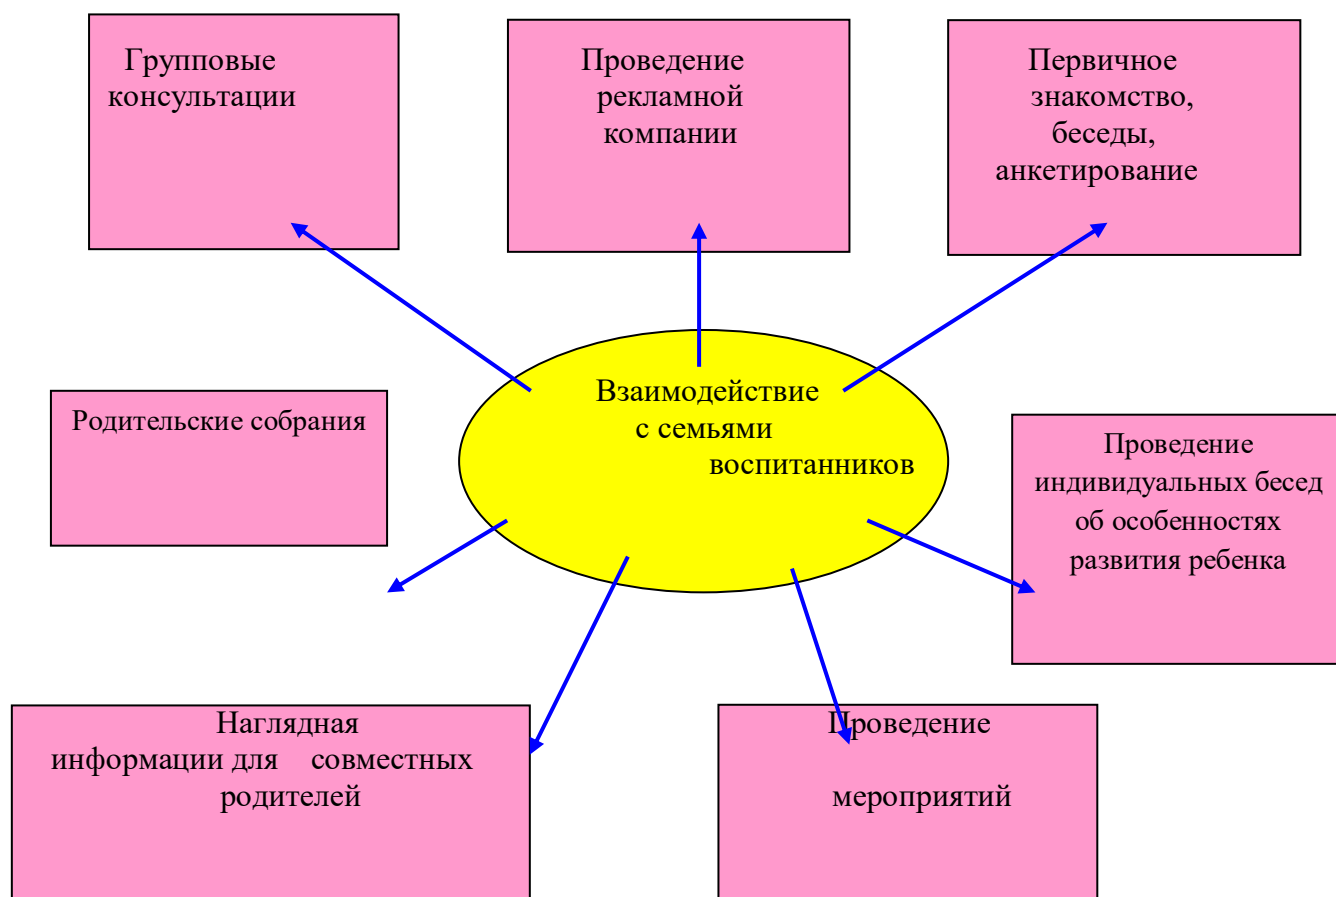 Групповые
консультации
Проведение
рекламной
компании
Первичное
знакомство,
беседы,
анкетирование
Взаимодействие
с семьями
воспитанников
Родительские собрания
Проведение
индивидуальных бесед
об особенностях
развития ребенка
Наглядная
информации для совместных
родителей
Проведение
мероприятий